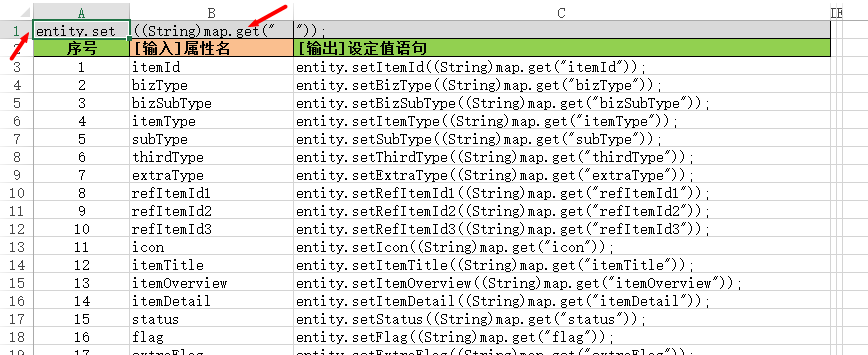 A B C D E
1 entity.set ((String)map.get(" "));
2 序号 [输入]属性名 [输出]设定值语句
3 1 itemId entity.setItemId((String)map.get("itemId"));
4 2 bizType entity.setBizType((String)map.get("bizType"));
5 3 bizSubType entity.setBizSubType((String)map.get("bizSubType"));
6 4 itemType entity.setItemType((String)map.get("itemType"));
7 5 subType entity.setSubType((String)map.get("subType"));
8 6 thirdType entity.setThirdType((String)map.get("thirdType"));
9 7 extraType entity.setExtraType((String)map.get("extraType"));
10 8 refItemId1 entity.setRefItemId1((String)map.get("refItemId1"));
11 9 refItemId2 entity.setRefItemId2((String)map.get("refItemId2"));
12 10 refItemId3 entity.setRefItemId3((String)map.get("refItemId3"));
13 11 icon entity.setIcon((String)map.get("icon"));
14 12 itemTitle entity.setItemTitle((String)map.get("itemTitle"));
15 13 itemOverview entity.setItemOverview((String)map.get("itemOverview"));
16 14 itemDetail entity.setItemDetail((String)map.get("itemDetail"));
17 15 status entity.setStatus((String)map.get("status"));
18 16 flag entity.setFlag((String)map.get("flag"));
19 17 extraFlag entity.setExtraFlag((String)map.get("extraFlag"));